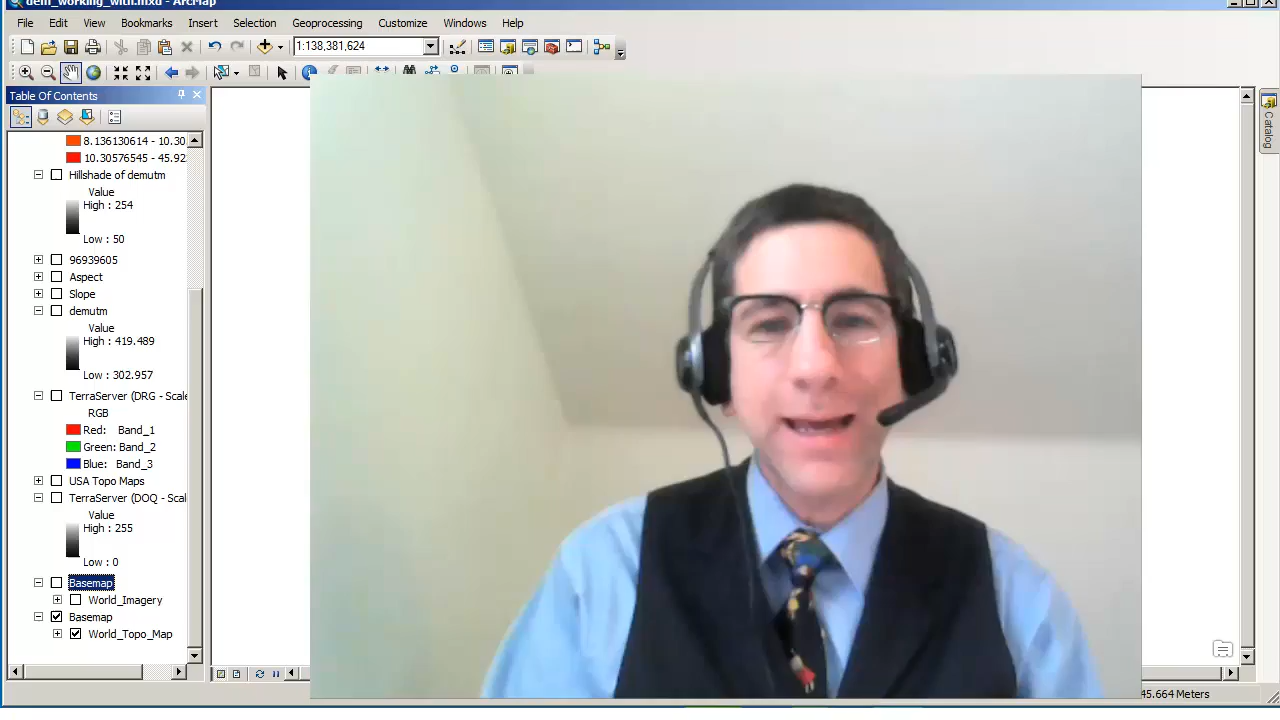 dem_working_with.mxd - ArcMap
File Edit View Bookmarks Insert Selection Geoprocessing Customize Windows Help
1:138,381,624
Table Of Contents
8.136130614 - 10.30
10.30576545 - 45.92
Hillshade of demutm
Value
High : 254
Low : 50
96939605
Aspect
Slope
demutm
Value
High : 419.489
Low : 302.957
TerraServer (DRG - Scale
RGB
Red: Band_1
Green: Band_2
Blue: Band_3
USA Topo Maps
TerraServer (DOQ - Scal
Value
High : 255
Low : 0
Basemap
World_Imagery
Basemap
World_Topo_Map
Catalog
45.664 Meters